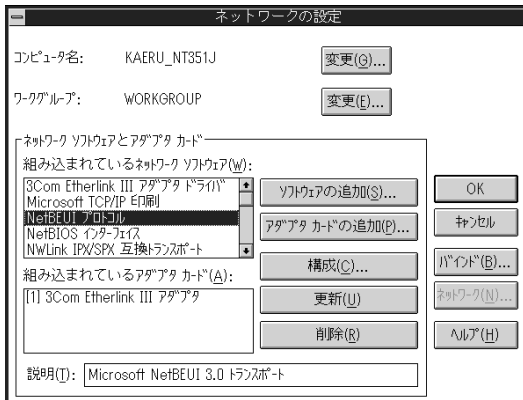 ネットワークの設定
ｺﾝﾋﾟｭｰﾀ名: KAERU_NT351J 変更(G)...
ﾜｰｸｸﾞﾙｰﾌﾟ: WORKGROUP 変更(E)...
ﾈｯﾄﾜｰｸ ｿﾌﾄｳｪｱとｱﾀﾞﾌﾟﾀ ｶｰﾄﾞ
組み込まれているﾈｯﾄﾜｰｸ ｿﾌﾄｳｪｱ(W):
3Com Etherlink III ｱﾀﾞﾌﾟﾀ ﾄﾞﾗｲﾊﾞ
Microsoft TCP/IP 印刷
NetBEUI ﾌﾟﾛﾄｺﾙ
NetBIOS ｲﾝﾀｰﾌｪｲｽ
NWLink IPX/SPX 互換ﾄﾗﾝｽﾎﾟｰﾄ
組み込まれているｱﾀﾞﾌﾟﾀ ｶｰﾄﾞ(A):
[1] 3Com Etherlink III ｱﾀﾞﾌﾟﾀ
ｿﾌﾄｳｪｱの追加(S)...
ｱﾀﾞﾌﾟﾀ ｶｰﾄﾞの追加(P)...
構成(C)...
更新(U)
削除(R)
説明(T): Microsoft NetBEUI 3.0 ﾄﾗﾝｽﾎﾟｰﾄ
OK
ｷｬﾝｾﾙ
ﾊﾞｲﾝﾄﾞ(B)...
ﾈｯﾄﾜｰｸ(N)...
ﾍﾙﾌﾟ(H)